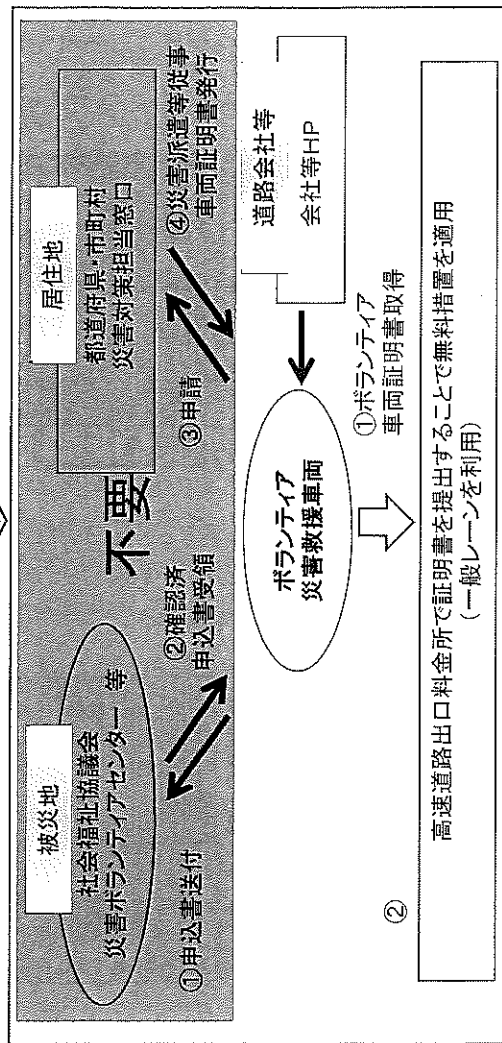 被災地
社会福祉協議会
災害ボランティアセンター 等
①申込書送付
②確認済
申込書受領
不要
居住地
都道府県・市町村
災害対策担当窓口
③申請
④災害派遣等従事
車両証明書発行
ボランティア
災害救援車両
道路会社等
会社等HP
①ボランティア
車両証明書取得
②
高速道路出口料金所で証明書を提出することで無料措置を適用
(一般レーンを利用)